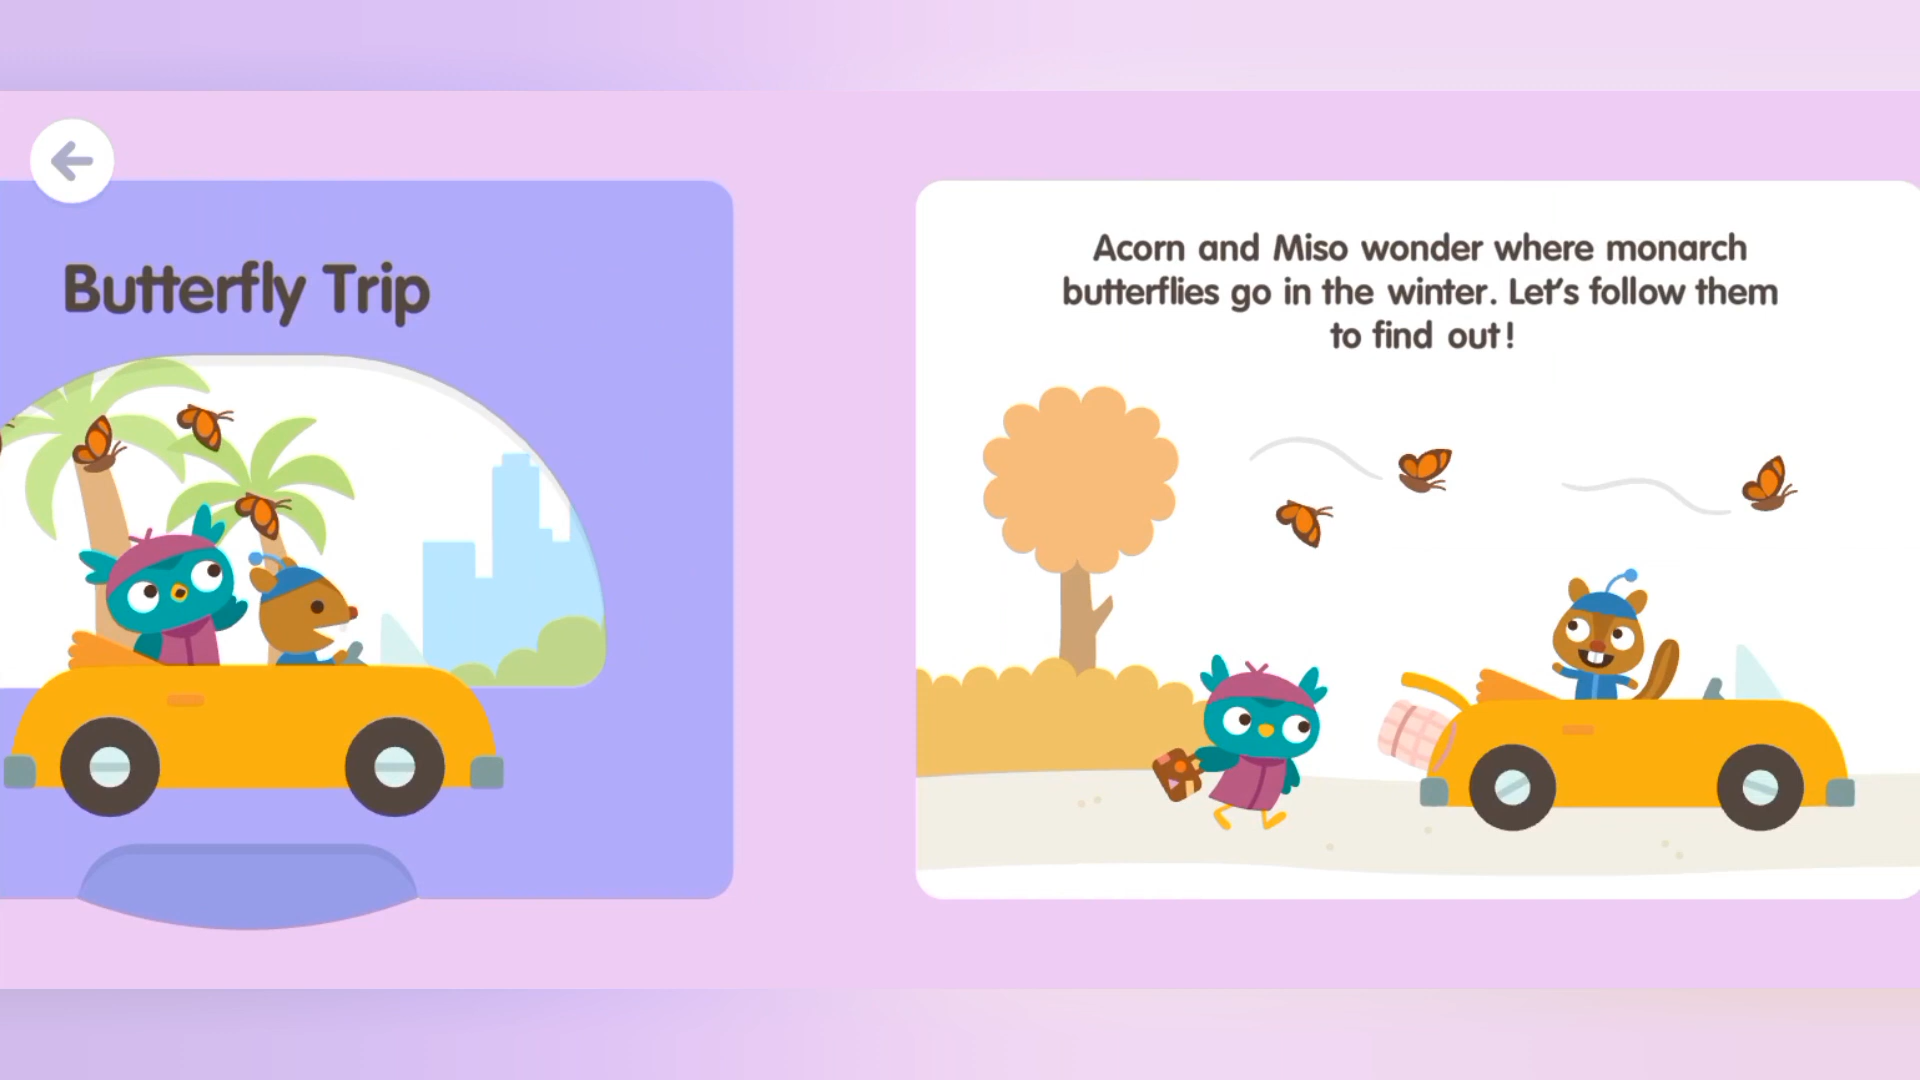 Butterfly Trip
Acorn and Miso wonder where monarch
butterflies go in the winter. Let's follow them
to find out!